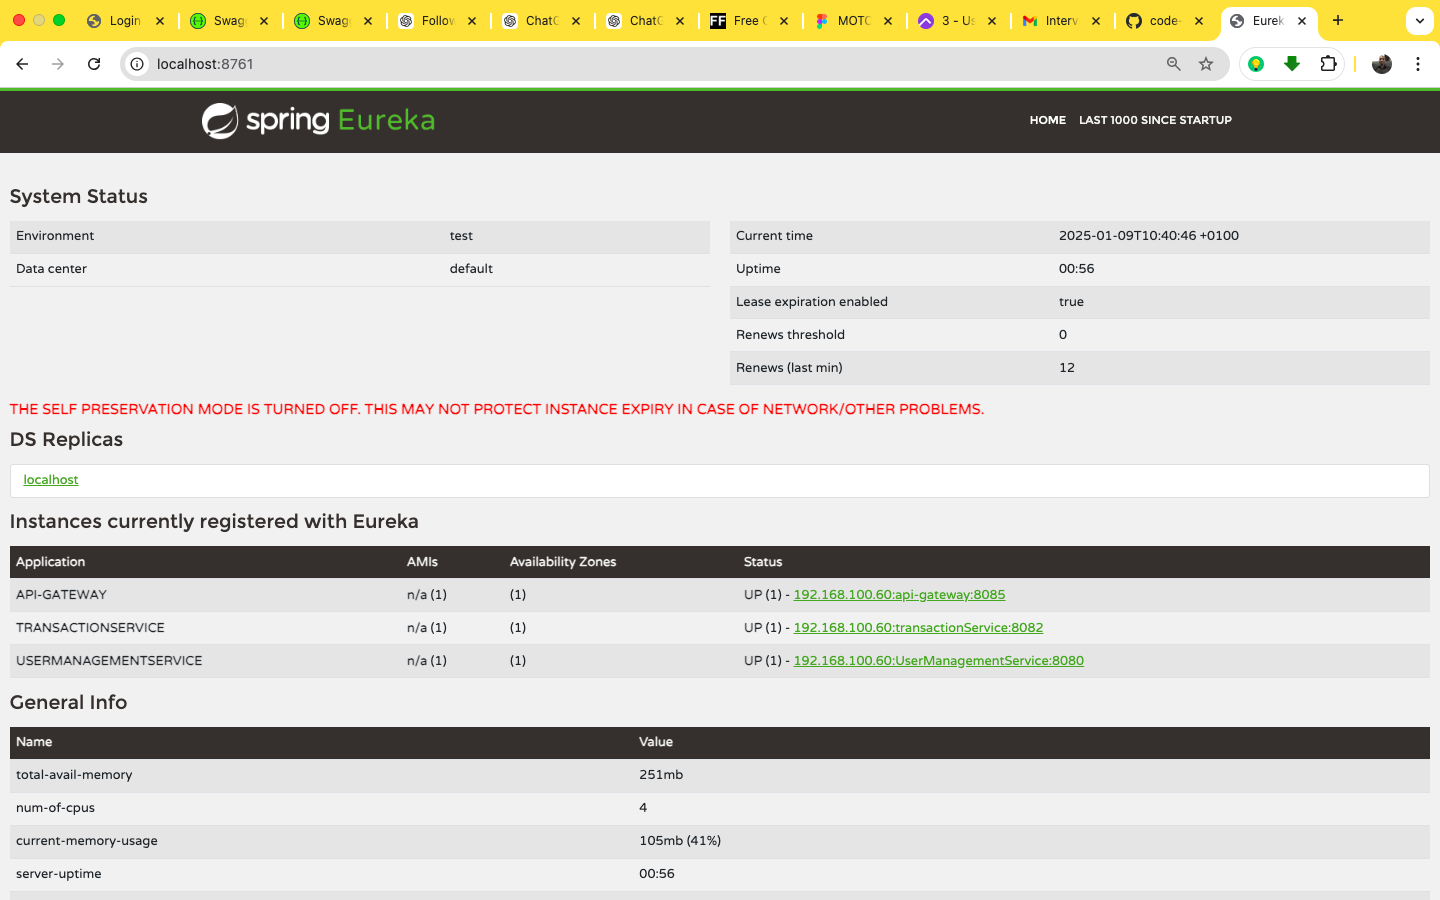 Login
Swag
Swag
Follow
ChatG
ChatG
Free
MOTO
3 - Us
Interv
code-
Eurek
localhost:8761
spring Eureka
HOME LAST 1000 SINCE STARTUP
System Status
Environment test
Data center default
Current time 2025-01-09T10:40:46 +0100
Uptime 00:56
Lease expiration enabled true
Renews threshold 0
Renews (last min) 12
THE SELF PRESERVATION MODE IS TURNED OFF. THIS MAY NOT PROTECT INSTANCE EXPIRY IN CASE OF NETWORK/OTHER PROBLEMS.
DS Replicas
localhost
Instances currently registered with Eureka
Application AMIs Availability Zones Status
API-GATEWAY n/a (1) (1) UP (1) - 192.168.100.60:api-gateway:8085
TRANSACTIONSERVICE n/a (1) (1) UP (1) - 192.168.100.60:transactionService:8082
USERMANAGEMENTSERVICE n/a (1) (1) UP (1) - 192.168.100.60:UserManagementService:8080
General Info
Name Value
total-avail-memory 251mb
num-of-cpus 4
current-memory-usage 105mb (41%)
server-uptime 00:56